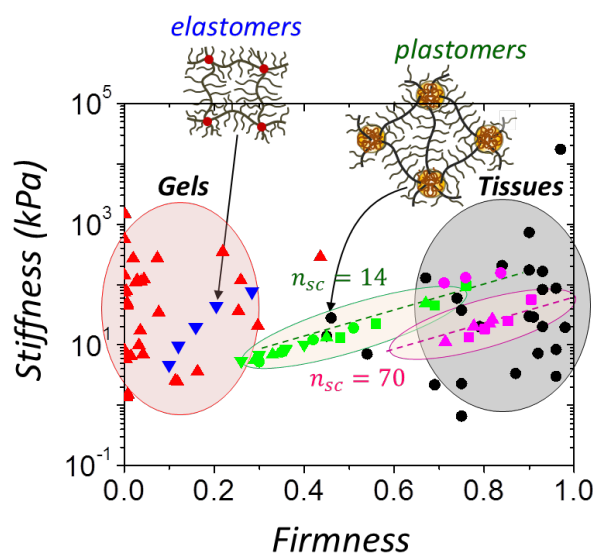 elastomers
plastomers
Gels
Tissues
n_sc = 14
n_sc = 70
Stiffness (kPa)
10^5
10^3
10^1
10^-1
0.0 0.2 0.4 0.6 0.8 1.0
Firmness